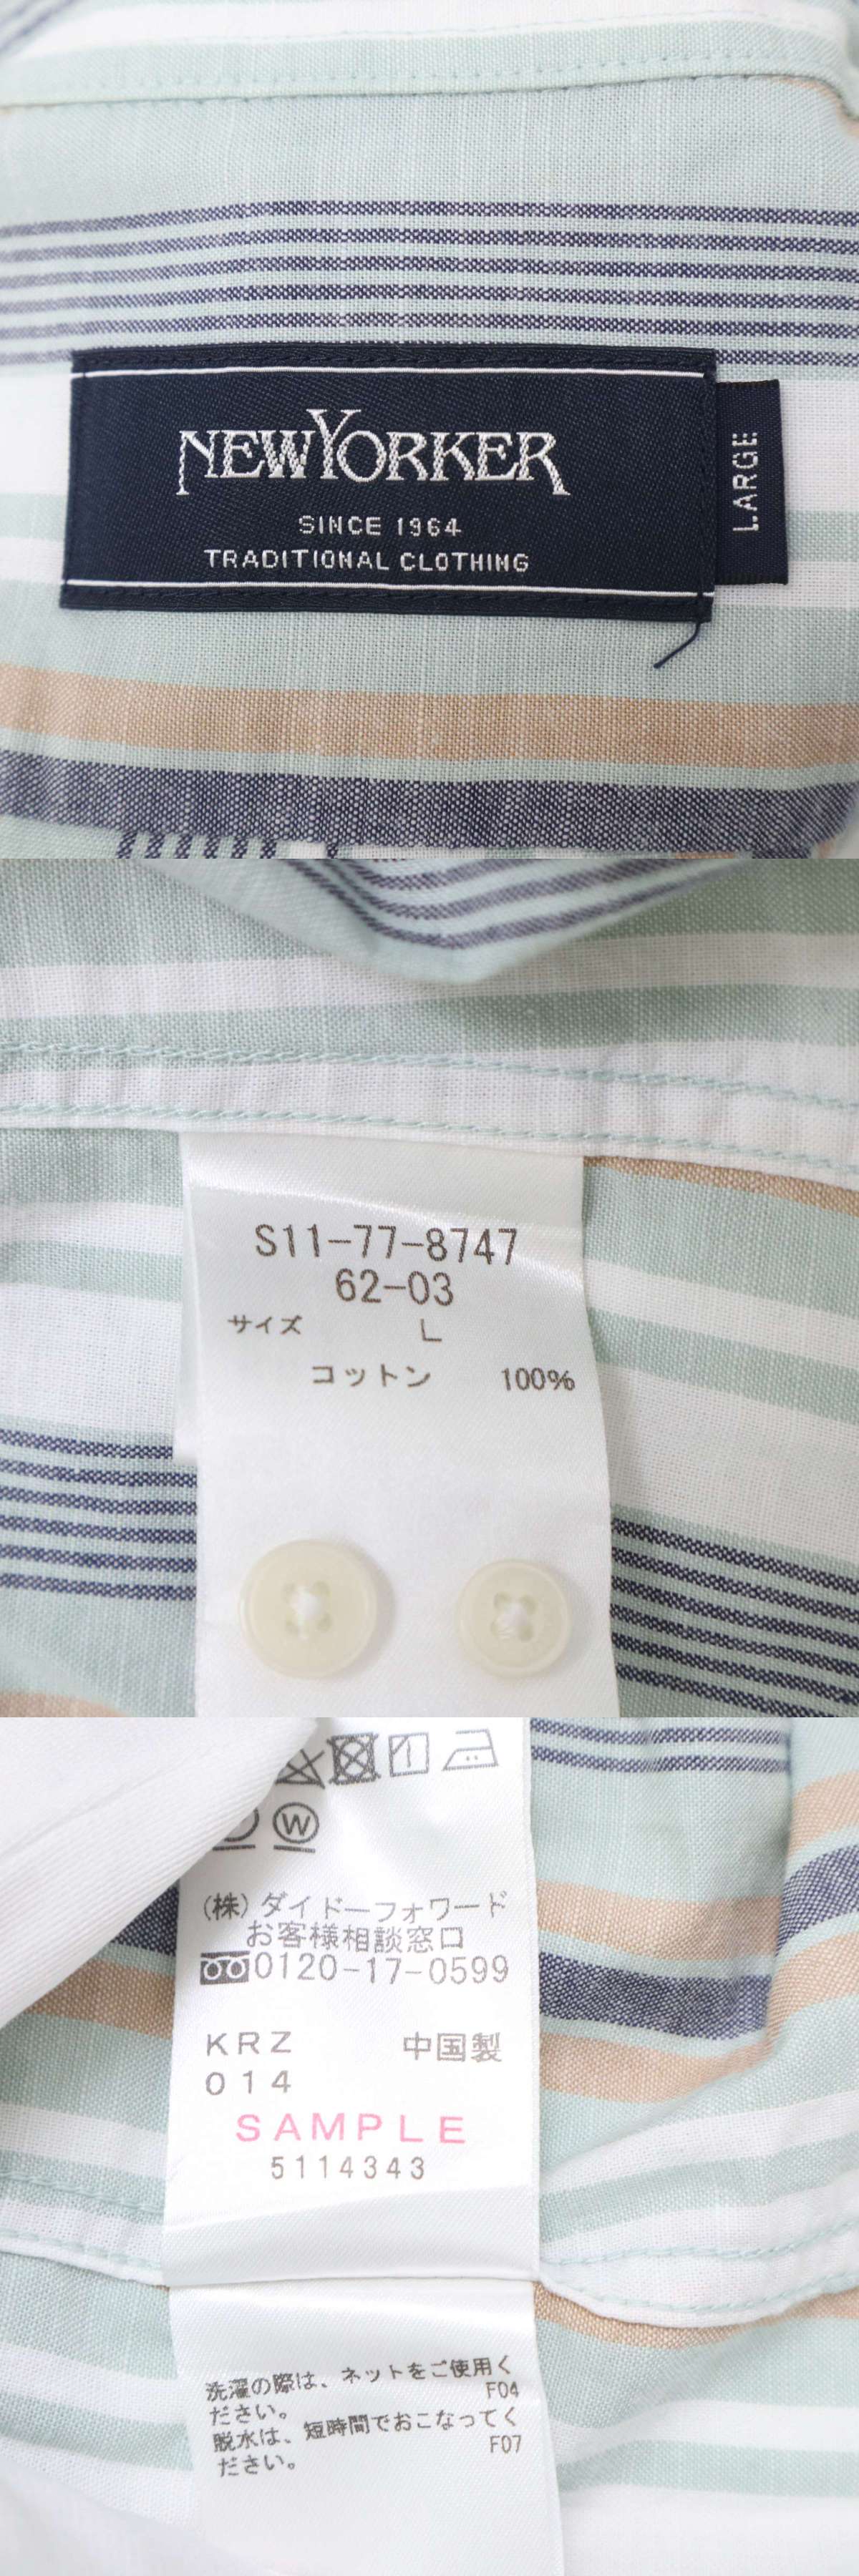 NEWYORKER
SINCE 1964
TRADITIONAL CLOTHING
LARGE
S11-77-8747
62-03
サイズ L
コットン 100%
W
(株)ダイドーフォワード
お客様相談窓口
0120-17-0599
KRZ 中国製
014
SAMPLE
5114343
洗濯の際は、ネットをご使用く
ださい。 F04
脱水は、短時間でおこなってく
ださい。 F07